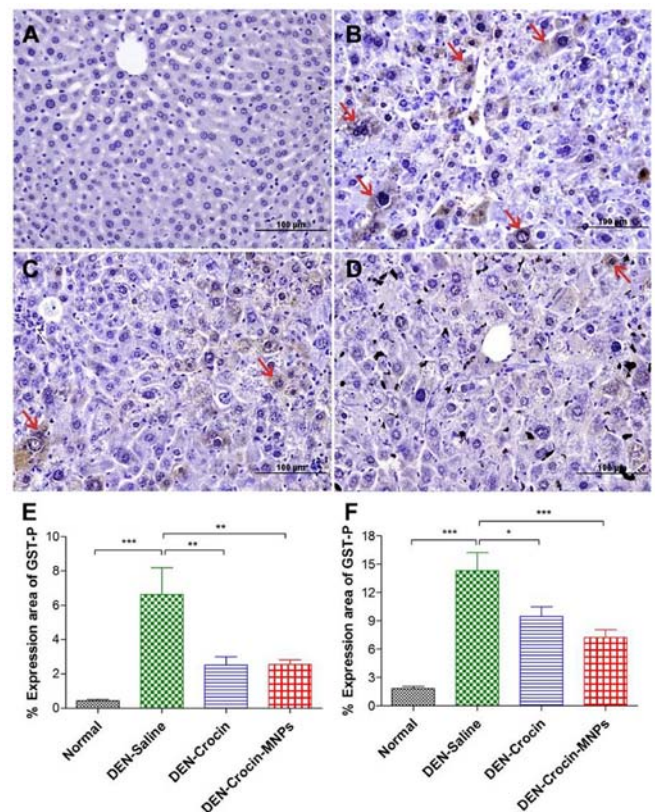 A
B
100 µm
100 µm
C
D
100 µm
100 µm
E
F
% Expression area of GST-P
10
8
6
4
2
0
***
**
**
Normal
DEN-Saline
DEN-Crocin
DEN-Crocin-MNPs
% Expression area of GST-P
18
15
12
9
6
3
0
***
*
***
Normal
DEN-Saline
DEN-Crocin
DEN-Crocin-MNPs